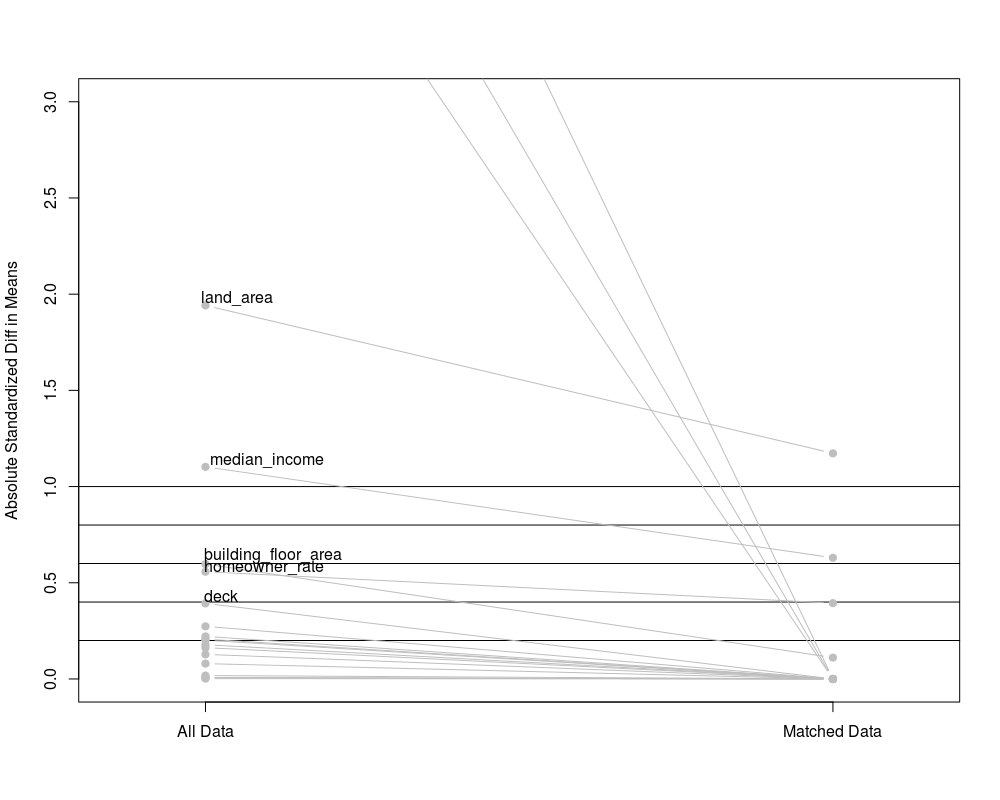 3.0
2.5
2.0
1.5
1.0
0.5
0.0
Absolute Standardized Diff in Means
land_area
median_income
building_floor_area
homeowner_rate
deck
All Data
Matched Data